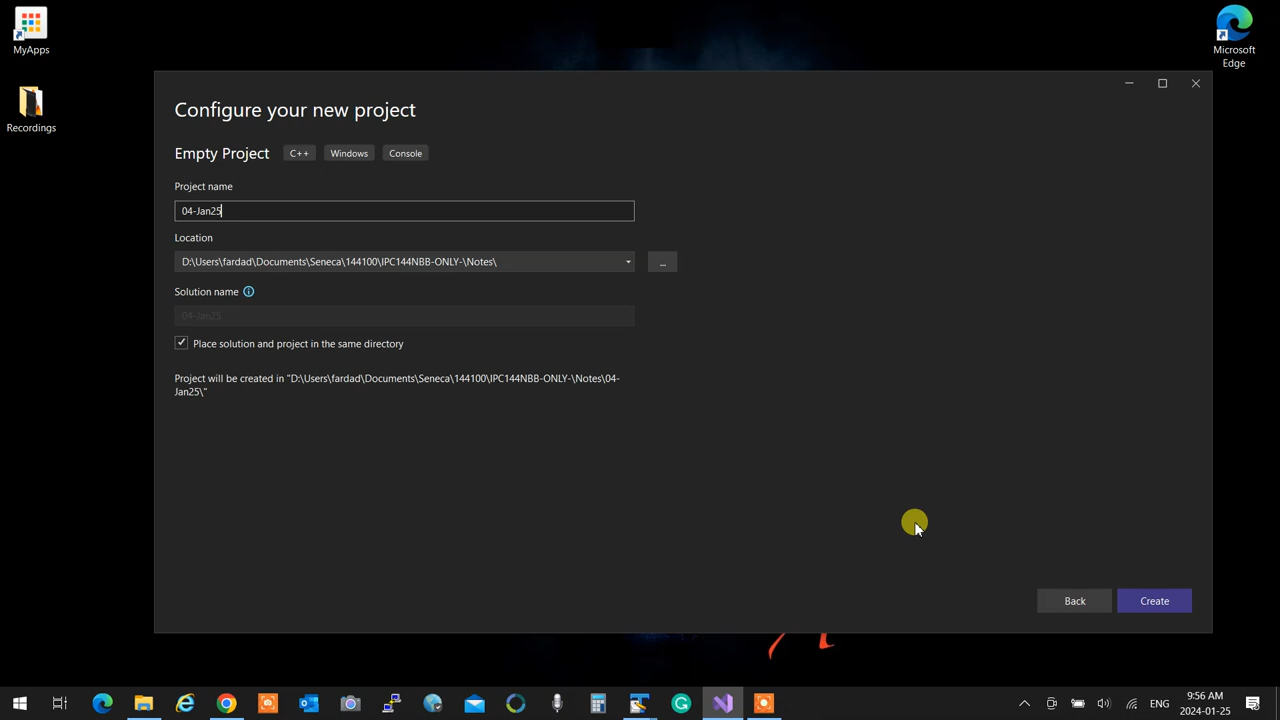 MyApps
Recordings
Microsoft
Edge
Configure your new project
Empty Project
C++
Windows
Console
Project name
04-Jan25
Location
D:\Users\fardad\Documents\Seneca\144100\IPC144NBB-ONLY-\Notes\
...
Solution name
04-Jan25
Place solution and project in the same directory
Project will be created in "D:\Users\fardad\Documents\Seneca\144100\IPC144NBB-ONLY-\Notes\04-
Jan25\"
Back
Create
ENG
9:56 AM
2024-01-25